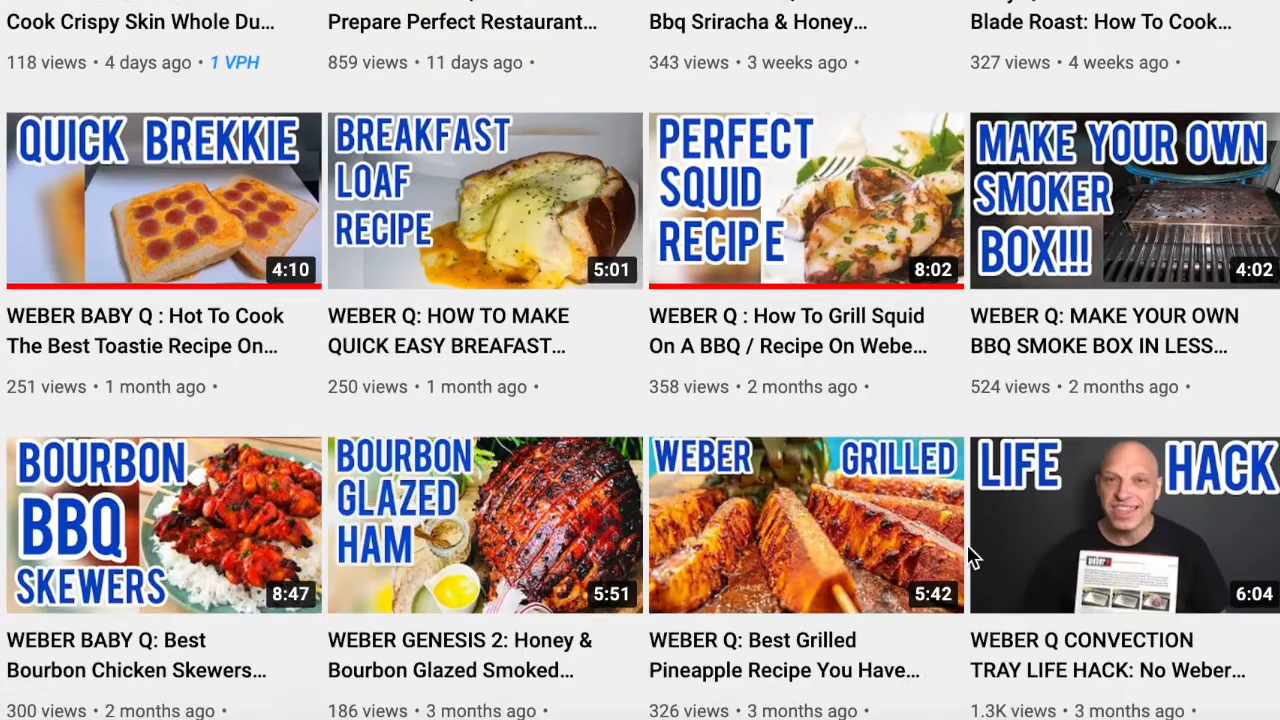 Cook Crispy Skin Whole Du...
118 views • 4 days ago • 1 VPH
Prepare Perfect Restaurant...
859 views • 11 days ago •
Bbq Sriracha & Honey...
343 views • 3 weeks ago •
Blade Roast: How To Cook...
327 views • 4 weeks ago •
QUICK BREKKIE
4:10
WEBER BABY Q : Hot To Cook
The Best Toastie Recipe On...
251 views • 1 month ago •
BREAKFAST
LOAF
RECIPE
5:01
WEBER Q: HOW TO MAKE
QUICK EASY BREAFAST...
250 views • 1 month ago •
PERFECT
SQUID
RECIPE
8:02
WEBER Q : How To Grill Squid
On A BBQ / Recipe On Webe...
358 views • 2 months ago •
MAKE YOUR OWN
SMOKER
BOX!!!
4:02
WEBER Q: MAKE YOUR OWN
BBQ SMOKE BOX IN LESS...
524 views • 2 months ago •
BOURBON
BBQ
SKEWERS
8:47
WEBER BABY Q: Best
Bourbon Chicken Skewers...
300 views • 2 months ago •
BOURBON
GLAZED
HAM
5:51
WEBER GENESIS 2: Honey &
Bourbon Glazed Smoked...
186 views • 3 months ago •
WEBER GRILLED
5:42
WEBER Q: Best Grilled
Pineapple Recipe You Have...
326 views • 3 months ago •
LIFE HACK
weber
6:04
WEBER Q CONVECTION
TRAY LIFE HACK: No Weber...
1.3K views • 3 months ago •